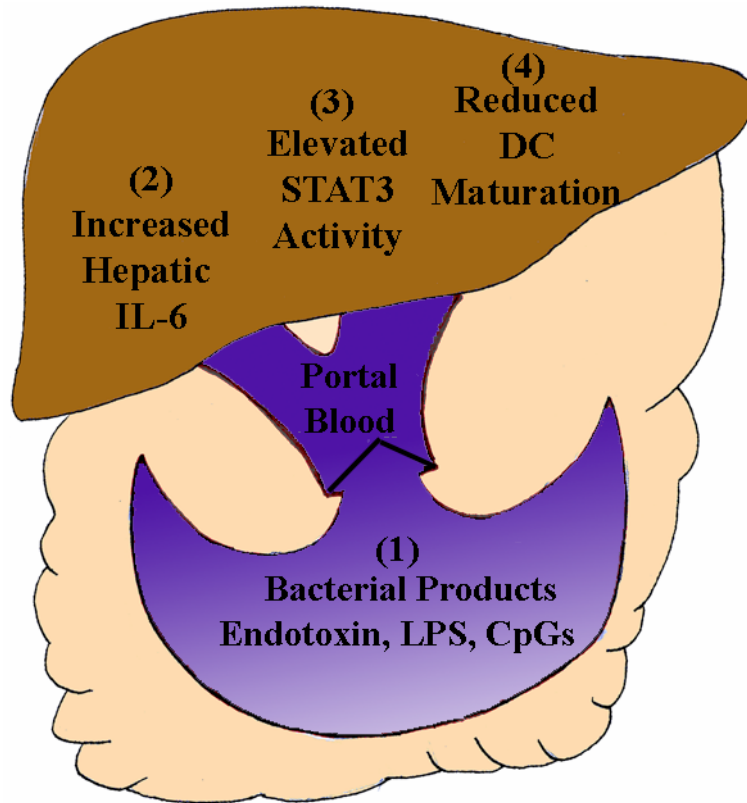 (1)
Bacterial Products
Endotoxin, LPS, CpGs
Portal
Blood
(2)
Increased
Hepatic
IL-6
(3)
Elevated
STAT3
Activity
(4)
Reduced
DC
Maturation